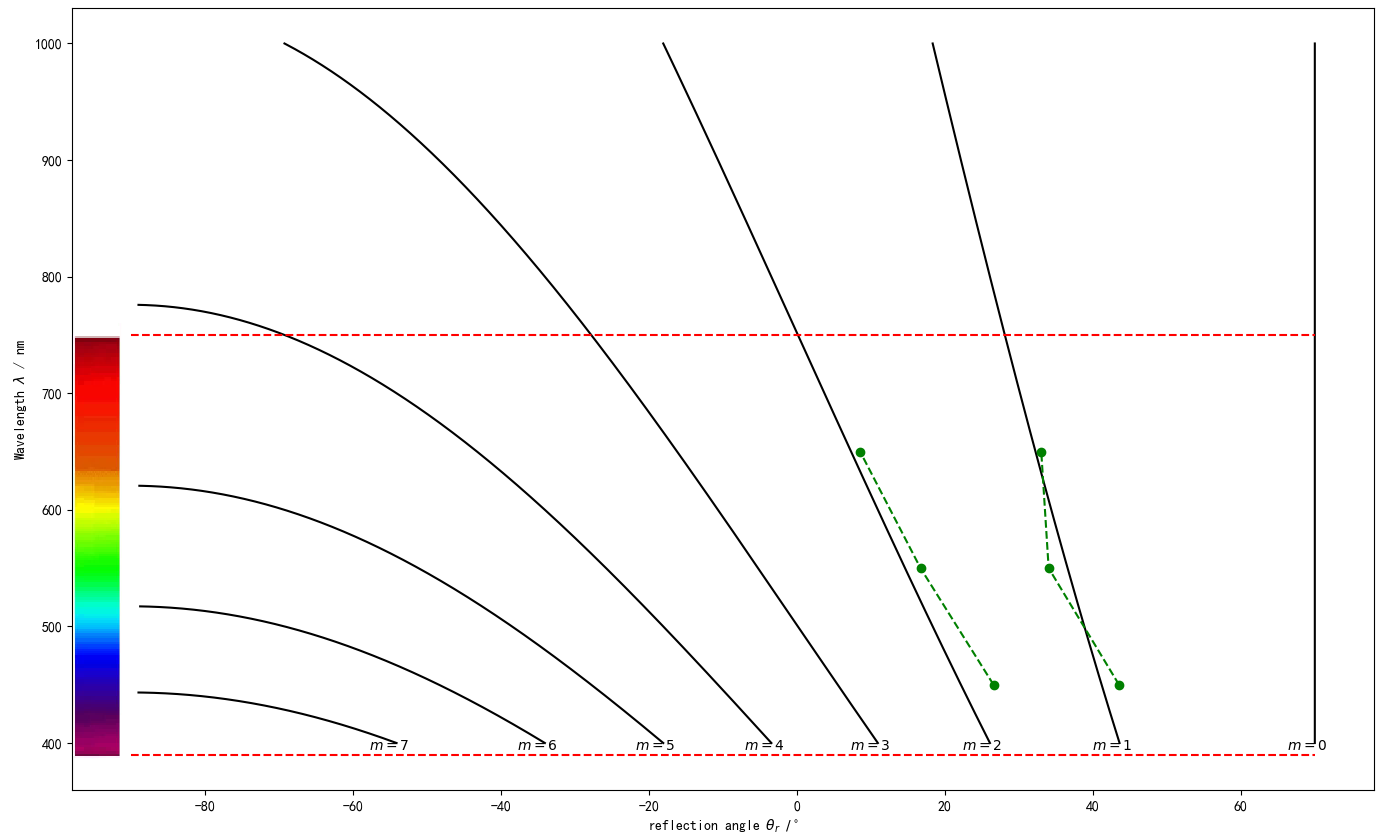 1000
900
800
700
600
500
400
Wavelength λ / nm
m = 7
m = 6
m = 5
m = 4
m = 3
m = 2
m = 1
m = 0
−80
−60
−40
−20
0
20
40
60
reflection angle θr /°